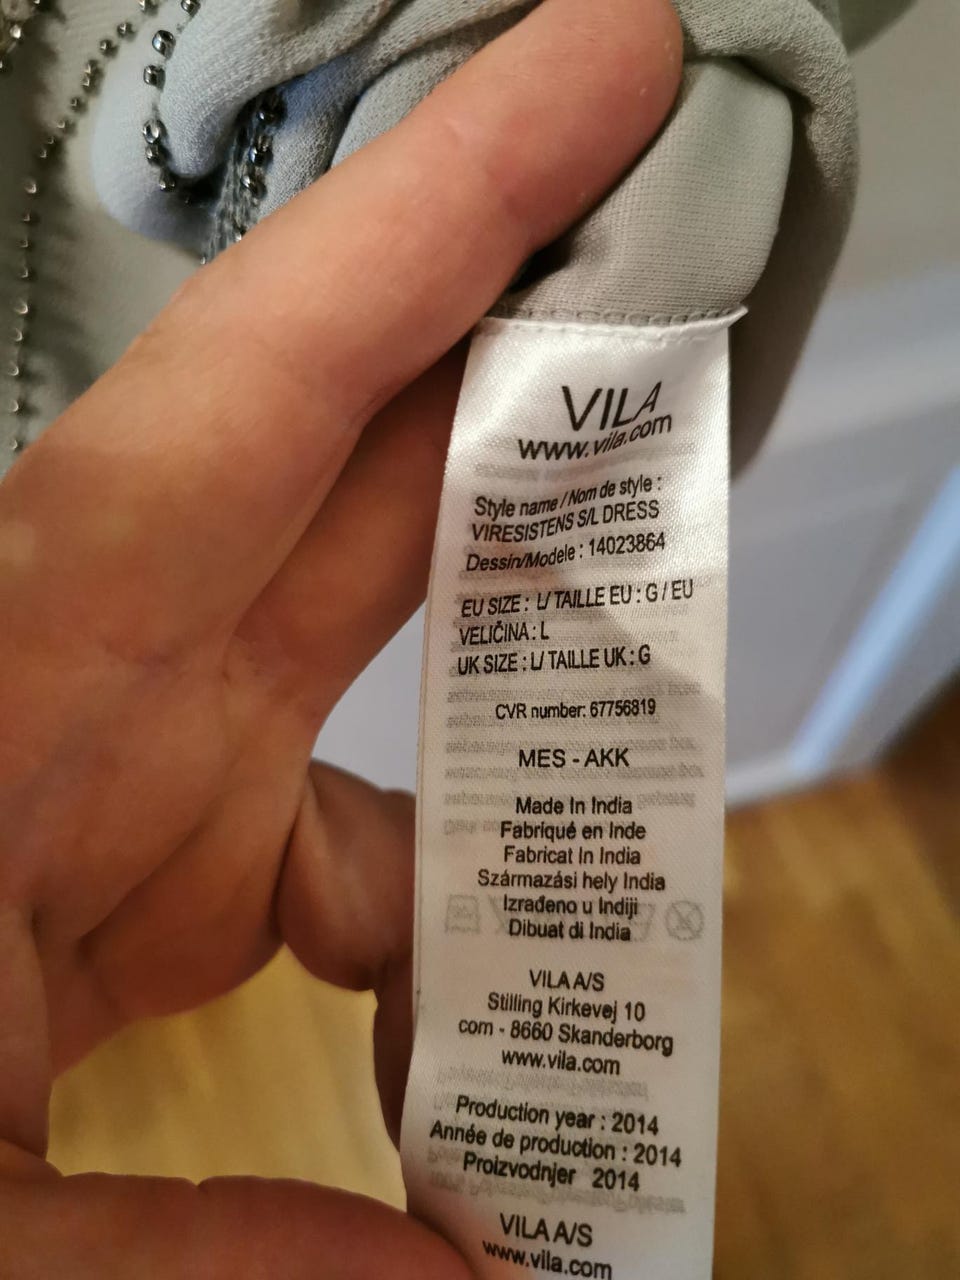 VILA
www.vila.com
Style name / Nom de style :
VIRESISTENS S/L DRESS
Dessin/Modele : 14023864
EU SIZE : L/ TAILLE EU : G / EU
VELIČINA : L
UK SIZE : L/ TAILLE UK : G
CVR number: 67756819
MES - AKK
Made In India
Fabriqué en Inde
Fabricat In India
Származási hely India
Izrađeno u Indiji
Dibuat di India
VILA A/S
Stilling Kirkevej 10
com - 8660 Skanderborg
www.vila.com
Production year : 2014
Année de production : 2014
Proizvodnjer 2014
VILA A/S
www.vila.com